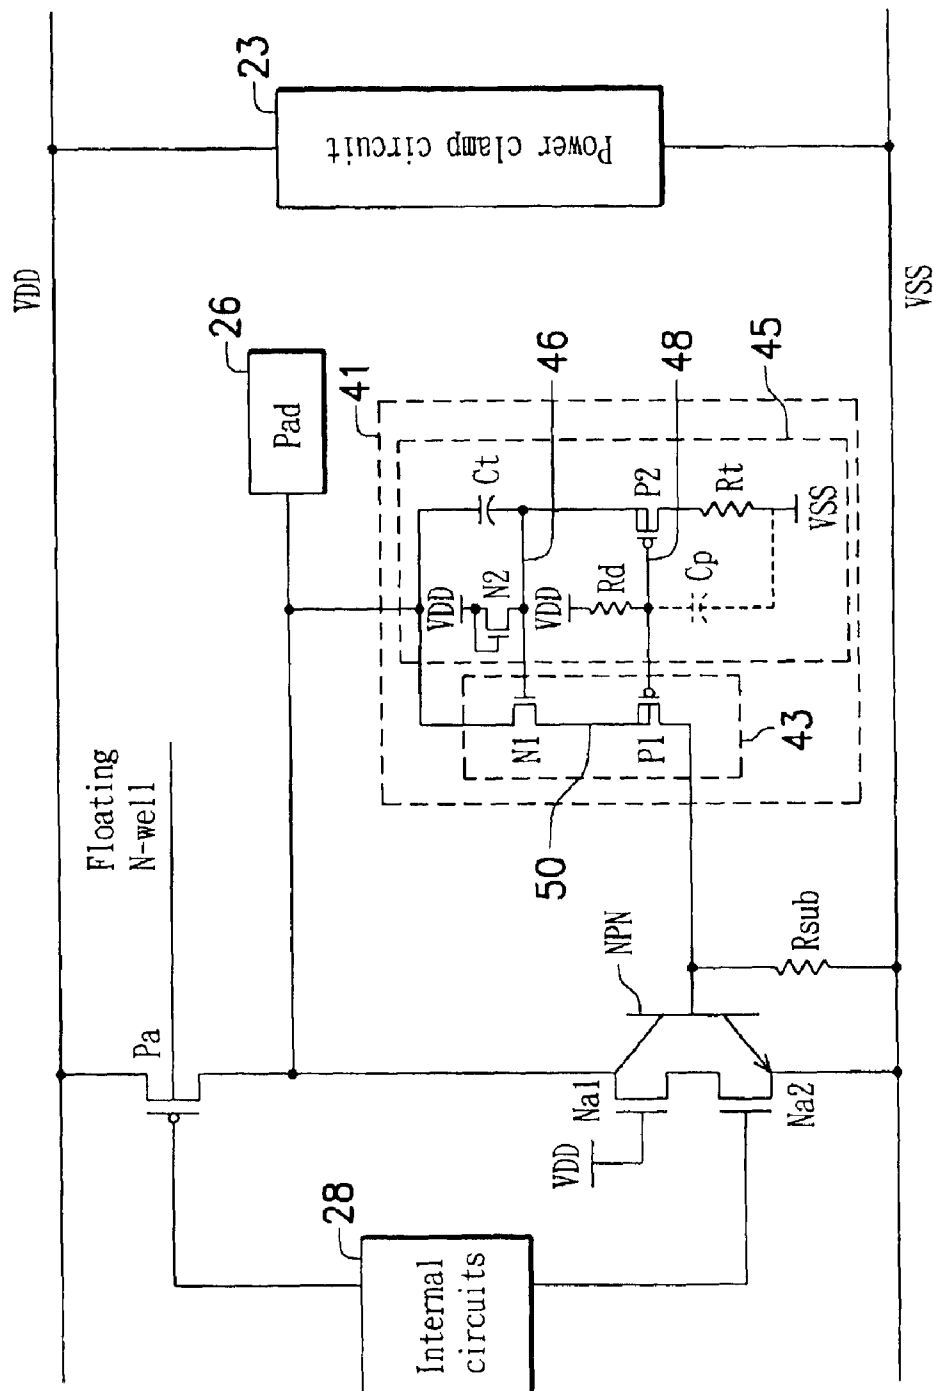 VDD
23
Power clamp circuit
VSS
26
Pad
41
45
46
48
Ct
N2
VDD
VDD
Rd
P2
Rt
Cp
VSS
Floating
N-well
N1
P1
43
50
Pa
NPN
Rsub
Na1
Na2
VDD
28
Internal
circuits